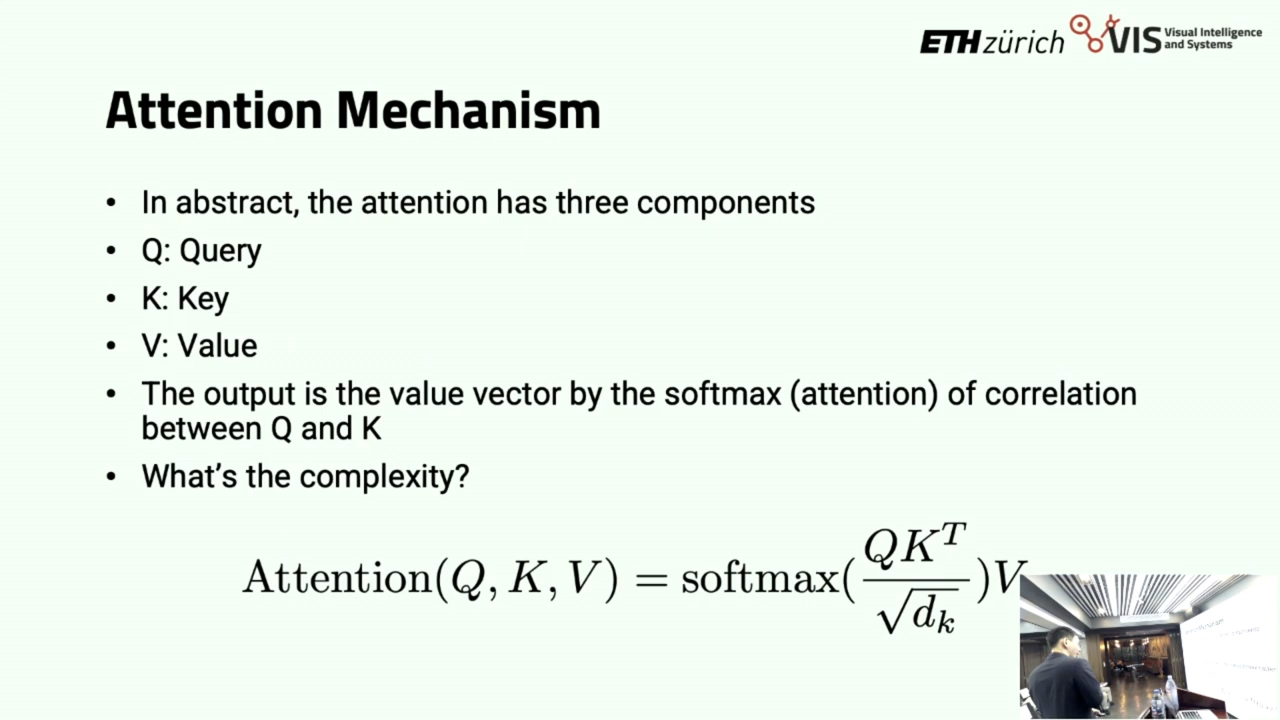 ETH zürich VIS Visual Intelligence and Systems
Attention Mechanism
• In abstract, the attention has three components
• Q: Query
• K: Key
• V: Value
• The output is the value vector by the softmax (attention) of correlation
between Q and K
• What's the complexity?
Attention(Q, K, V) = softmax(QK^T / √d_k)V